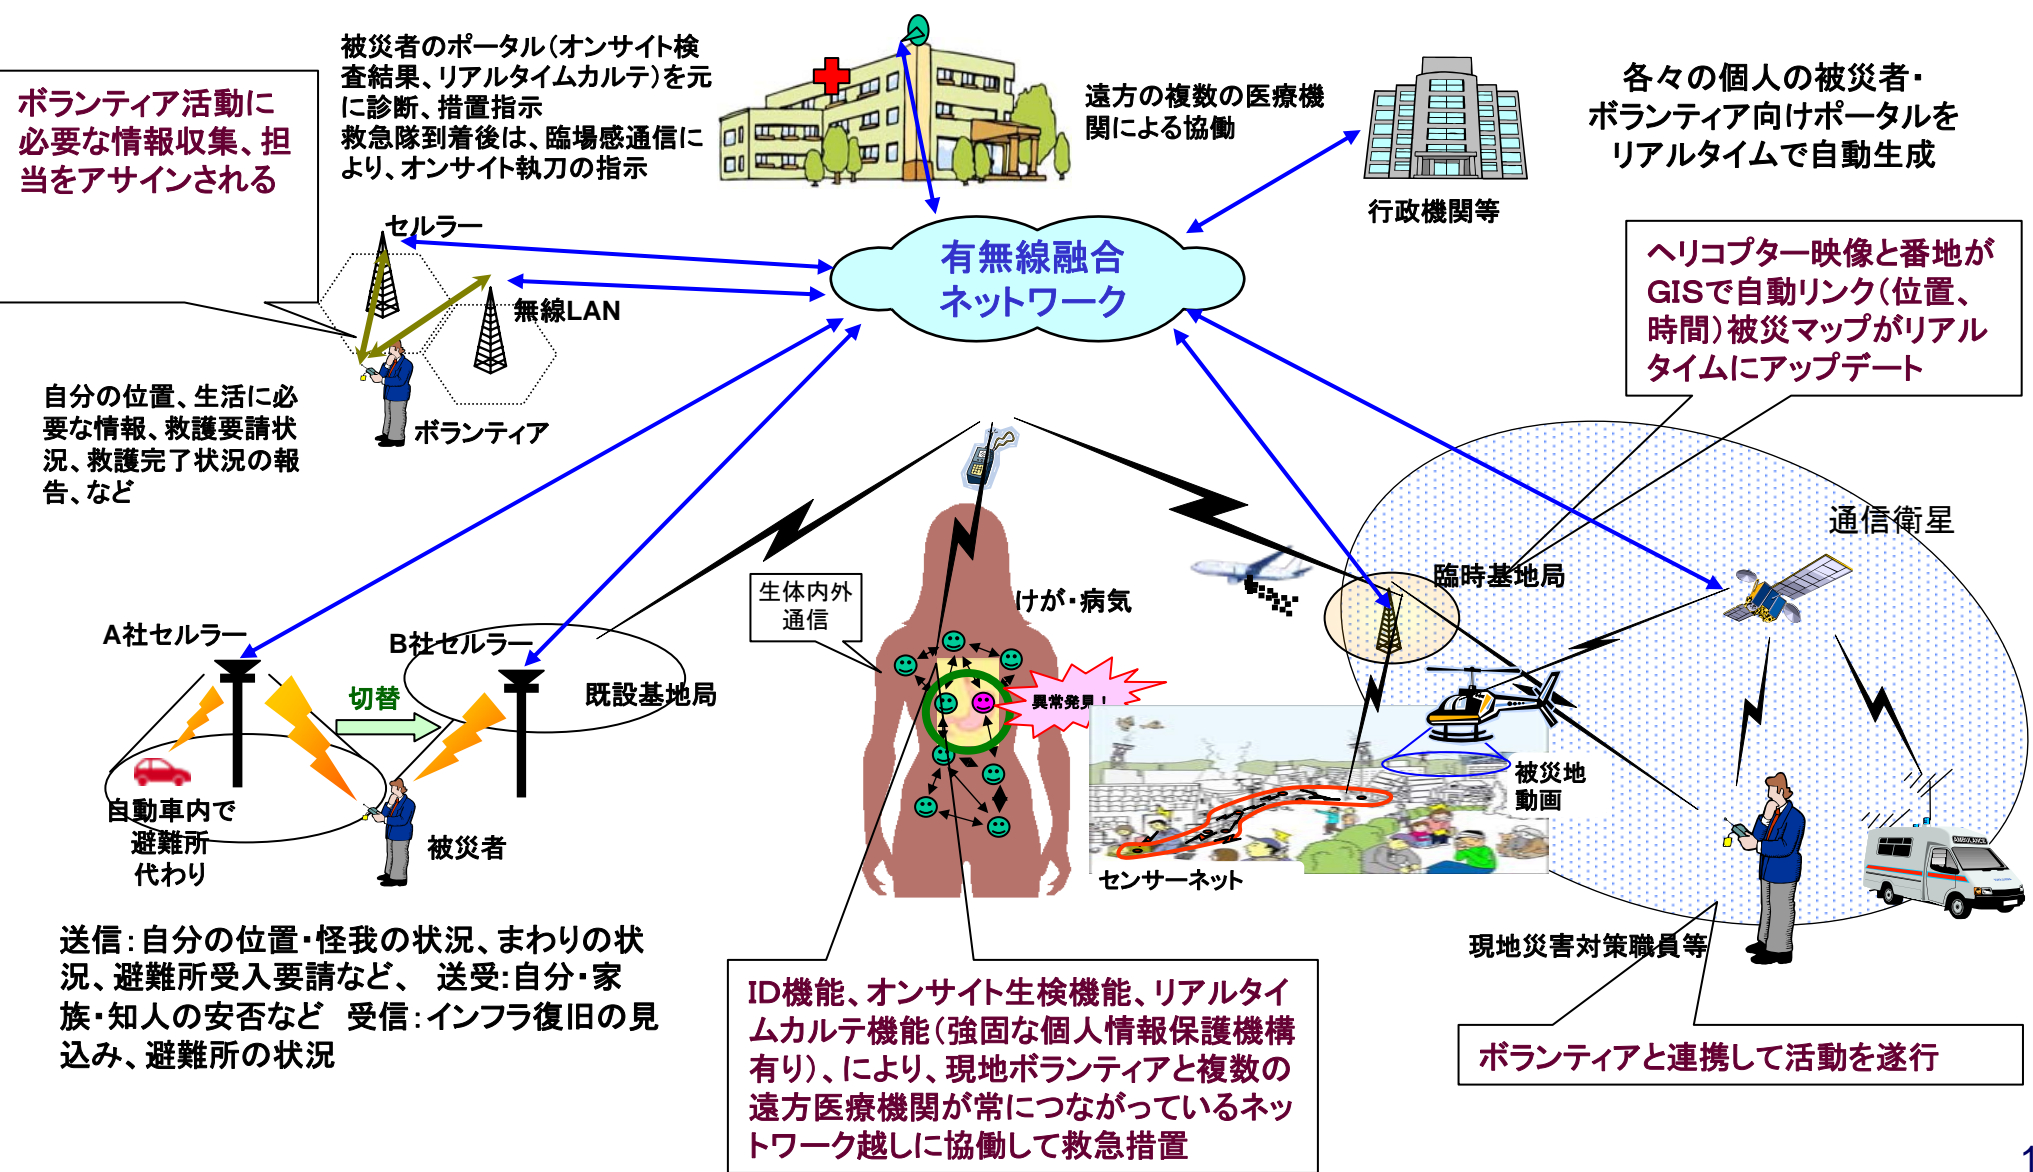 被災者のポータル(オンサイト検
査結果、リアルタイムカルテ)を元
に診断、措置指示
救急隊到着後は、臨場感通信に
より、オンサイト執刀の指示
ボランティア活動に
必要な情報収集、担
当をアサインされる
遠方の複数の医療機
関による協働
行政機関等
各々の個人の被災者・
ボランティア向けポータルを
リアルタイムで自動生成
セルラー
無線LAN
有無線融合
ネットワーク
ヘリコプター映像と番地が
GISで自動リンク(位置、
時間)被災マップがリアル
タイムにアップデート
自分の位置、生活に必
要な情報、救護要請状
況、救護完了状況の報
告、など
ボランティア
通信衛星
臨時基地局
生体内外
通信
けが・病気
A社セルラー
B社セルラー
切替
既設基地局
異常発見!
被災地
動画
自動車内で
避難所
代わり
被災者
センサーネット
AMBULANCE
現地災害対策職員等
送信:自分の位置・怪我の状況、まわりの状
況、避難所受入要請など、 送受:自分・家
族・知人の安否など 受信:インフラ復旧の見
込み、避難所の状況
ID機能、オンサイト生検機能、リアルタイ
ムカルテ機能(強固な個人情報保護機構
有り)、により、現地ボランティアと複数の
遠方医療機関が常につながっているネッ
トワーク越しに協働して救急措置
ボランティアと連携して活動を遂行
1